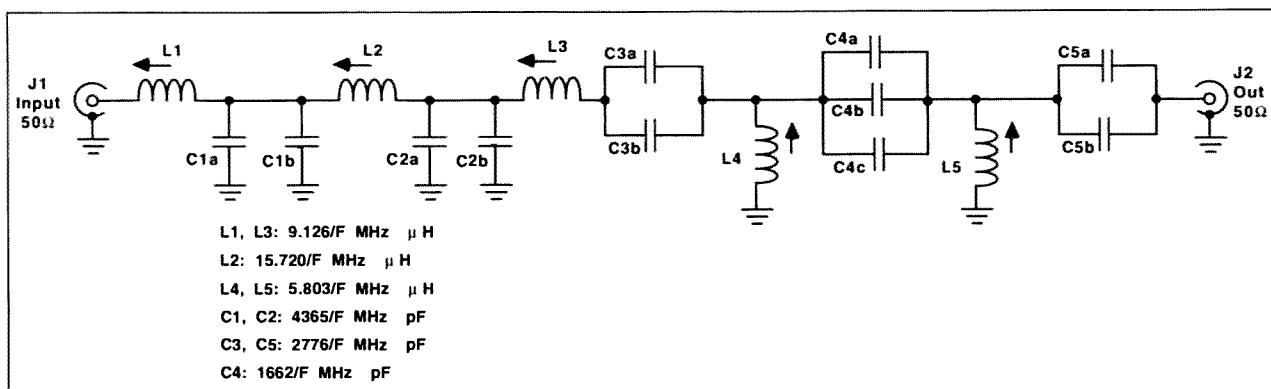 L1
L2
L3
J1
Input
50Ω
C1a
C1b
C2a
C2b
C3a
C3b
L4
C4a
C4b
C4c
L5
C5a
C5b
J2
Out
50Ω
L1, L3: 9.126/F MHz μ H
L2: 15.720/F MHz μ H
L4, L5: 5.803/F MHz μ H
C1, C2: 4365/F MHz pF
C3, C5: 2776/F MHz pF
C4: 1662/F MHz pF